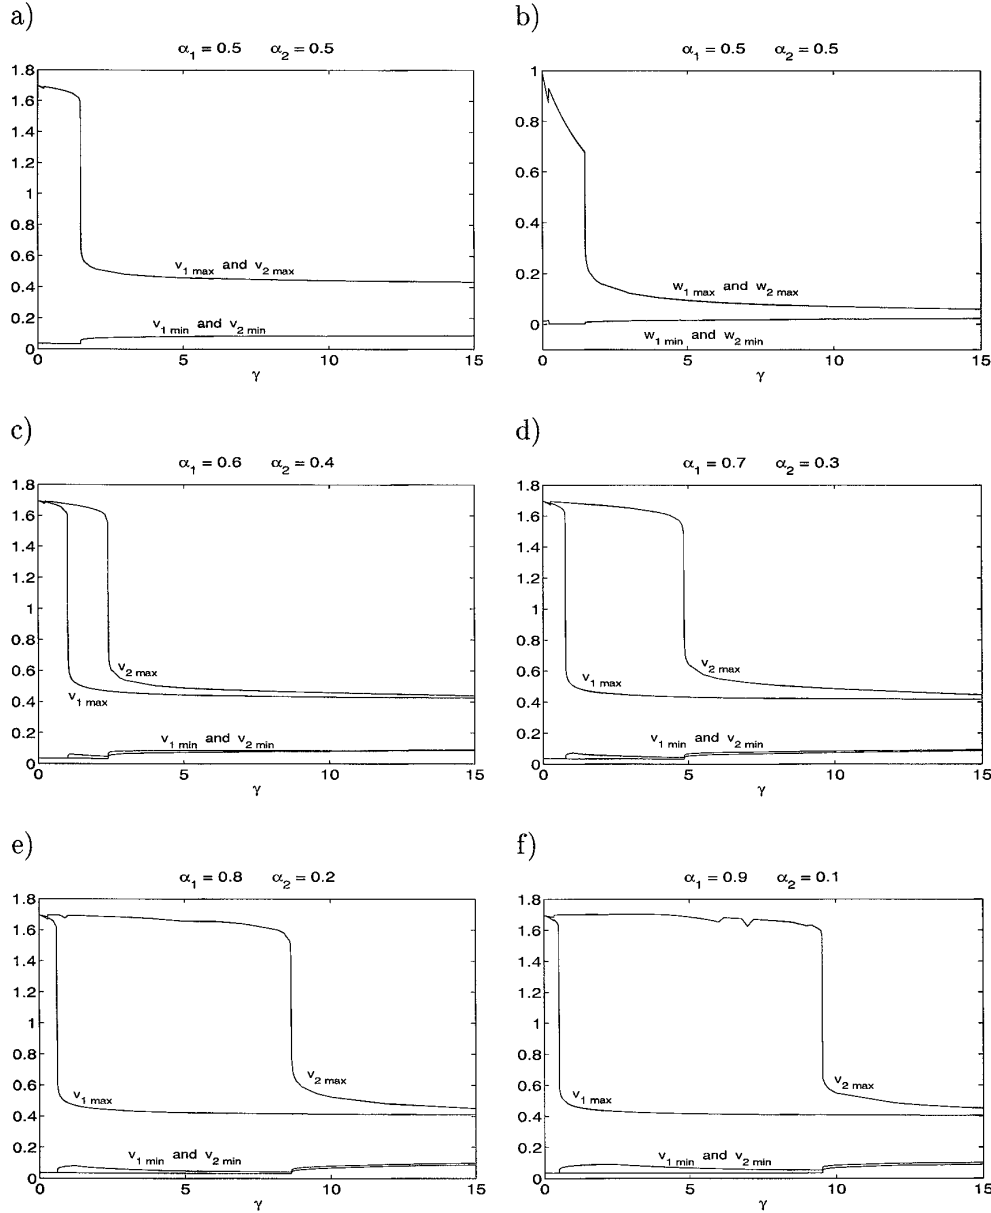 a)
α1 = 0.5 α2 = 0.5
1.8
1.6
1.4
1.2
1
0.8
0.6
0.4
0.2
0
v1 max and v2 max
v1 min and v2 min
0 5 10 15
γ
b)
α1 = 0.5 α2 = 0.5
1
0.8
0.6
0.4
0.2
0
w1 max and w2 max
w1 min and w2 min
0 5 10 15
γ
c)
α1 = 0.6 α2 = 0.4
1.8
1.6
1.4
1.2
1
0.8
0.6
0.4
0.2
0
v2 max
v1 max
v1 min and v2 min
0 5 10 15
γ
d)
α1 = 0.7 α2 = 0.3
1.8
1.6
1.4
1.2
1
0.8
0.6
0.4
0.2
0
v2 max
v1 max
v1 min and v2 min
0 5 10 15
γ
e)
α1 = 0.8 α2 = 0.2
1.8
1.6
1.4
1.2
1
0.8
0.6
0.4
0.2
0
v2 max
v1 max
v1 min and v2 min
0 5 10 15
γ
f)
α1 = 0.9 α2 = 0.1
1.8
1.6
1.4
1.2
1
0.8
0.6
0.4
0.2
0
v2 max
v1 max
v1 min and v2 min
0 5 10 15
γ